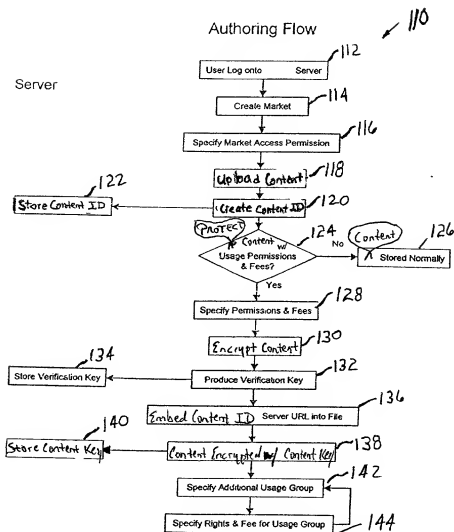 Authoring Flow
110
Server
112
User Log onto Server
114
Create Market
116
Specify Market Access Permission
118
Upload Content
122
Store Content ID
120
Create Content ID
PROTECT
124
Content w/
Usage Permissions
& Fees?
No
Content
126
Stored Normally
Yes
128
Specify Permissions & Fees
130
Encrypt Content
134
Store Verification Key
132
Produce Verification Key
136
Embed Content ID Server URL into File
140
Store Content Key
138
Content Encrypted w/ Content Key
142
Specify Additional Usage Group
144
Specify Rights & Fee for Usage Group